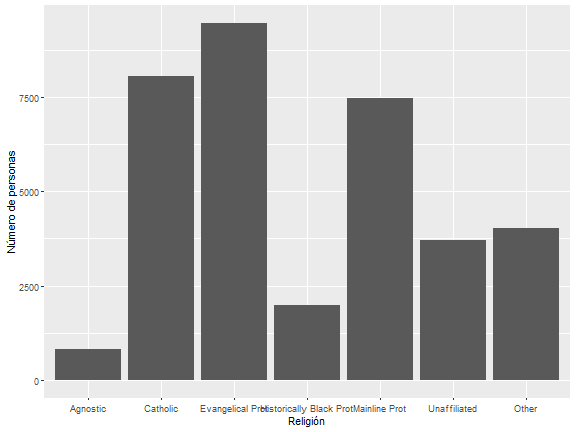 Número de personas
7500
5000
2500
0
Agnostic Catholic Evangelical Prot Historically Black Prot Mainline Prot Unaffiliated Other
Religión